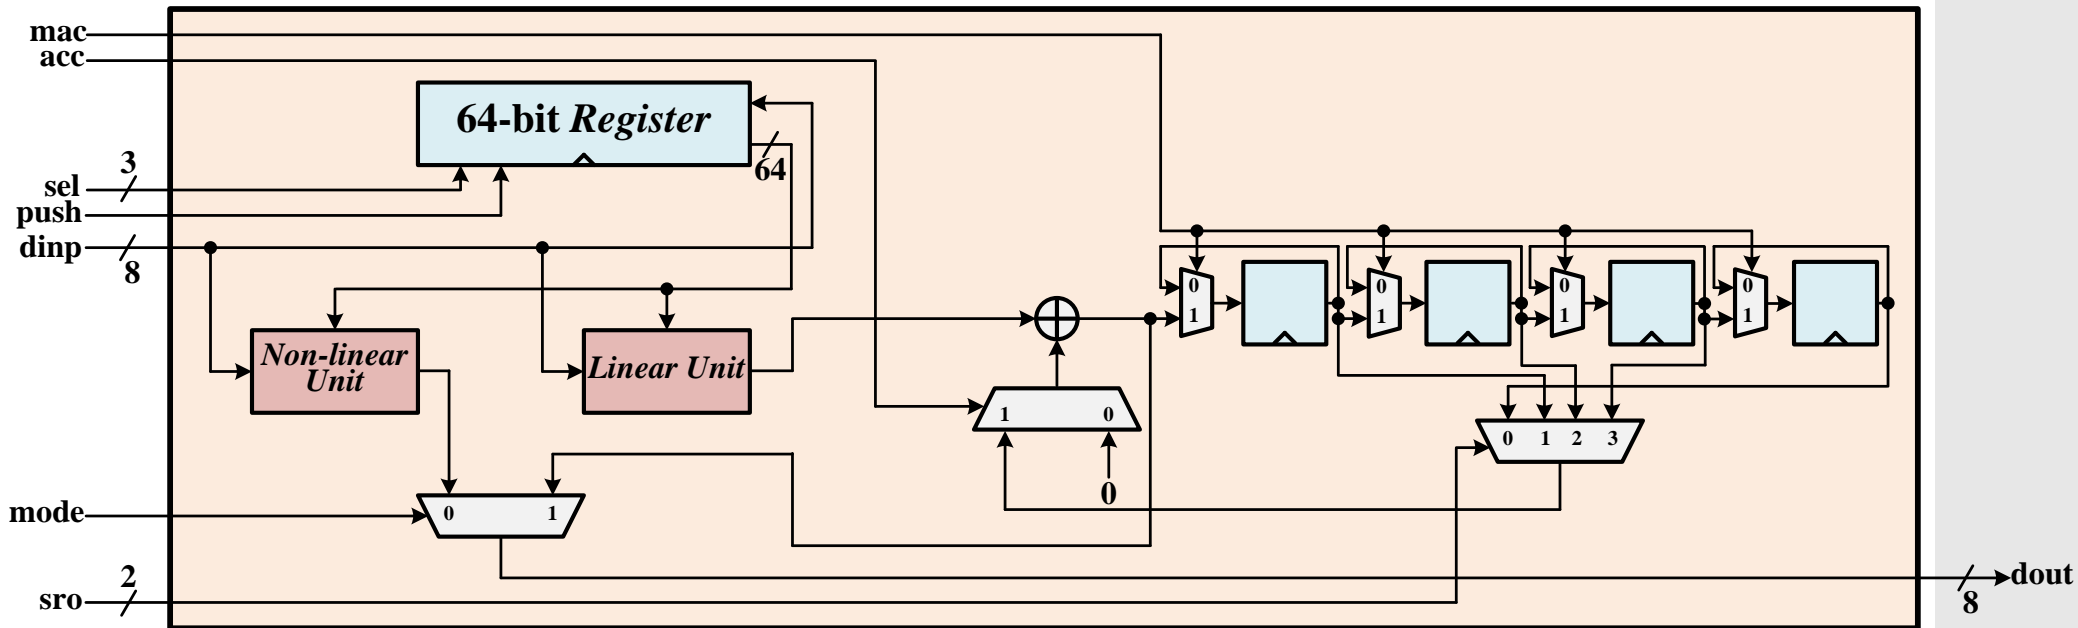 mac
acc
64-bit Register
64
3
sel
push
dinp
8
Non-linear
Unit
Linear Unit
0
1
0
1
0
1
0
1
1 0
0
0 1 2 3
mode
0 1
2
sro
8
dout